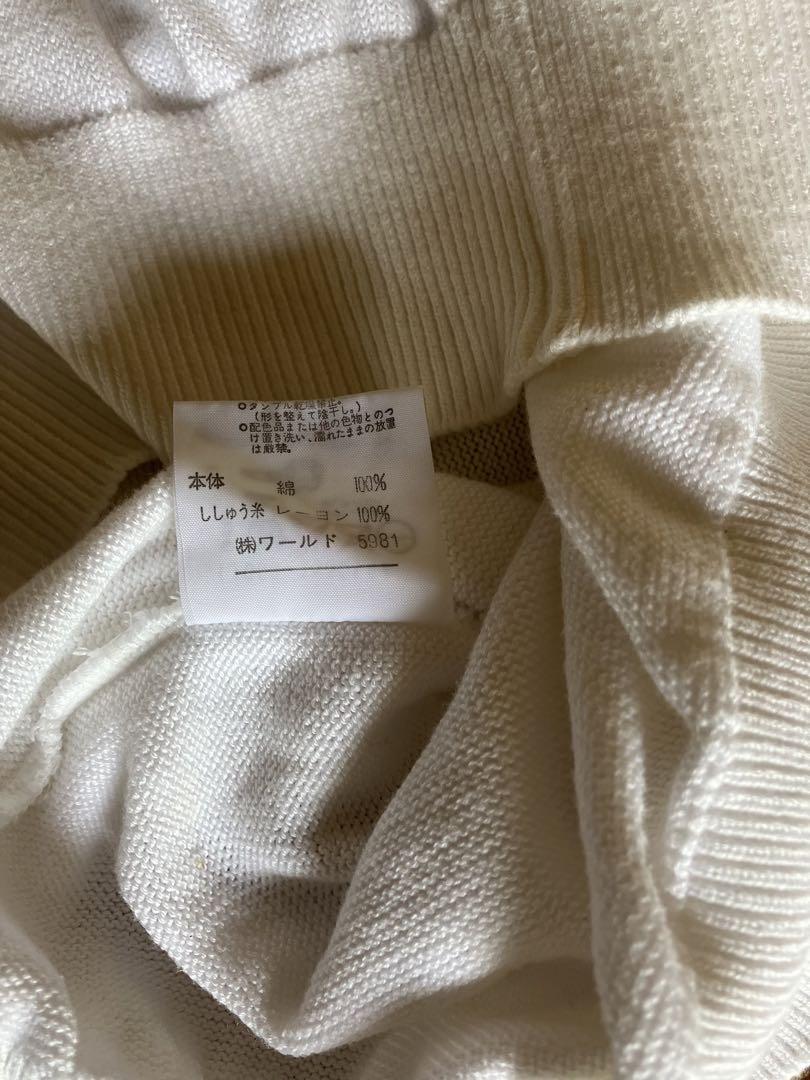 ○タンブル乾燥禁止。
(形を整えて陰干し。)
○配色品または他の色物とのつ
け置き洗い、濡れたままの放置
は厳禁。
本体 綿 100%
ししゅう糸 レーヨン 100%
(株)ワールド 5981